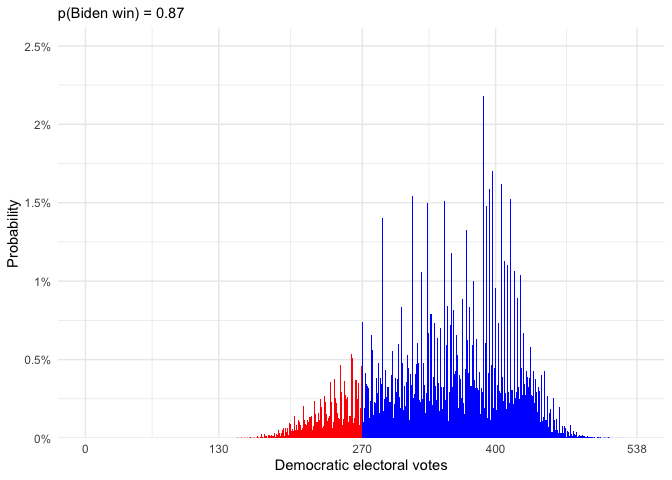 p(Biden win) = 0.87
2.5%
2%
1.5%
1%
0.5%
0%
Probability
0 130 270 400 538
Democratic electoral votes